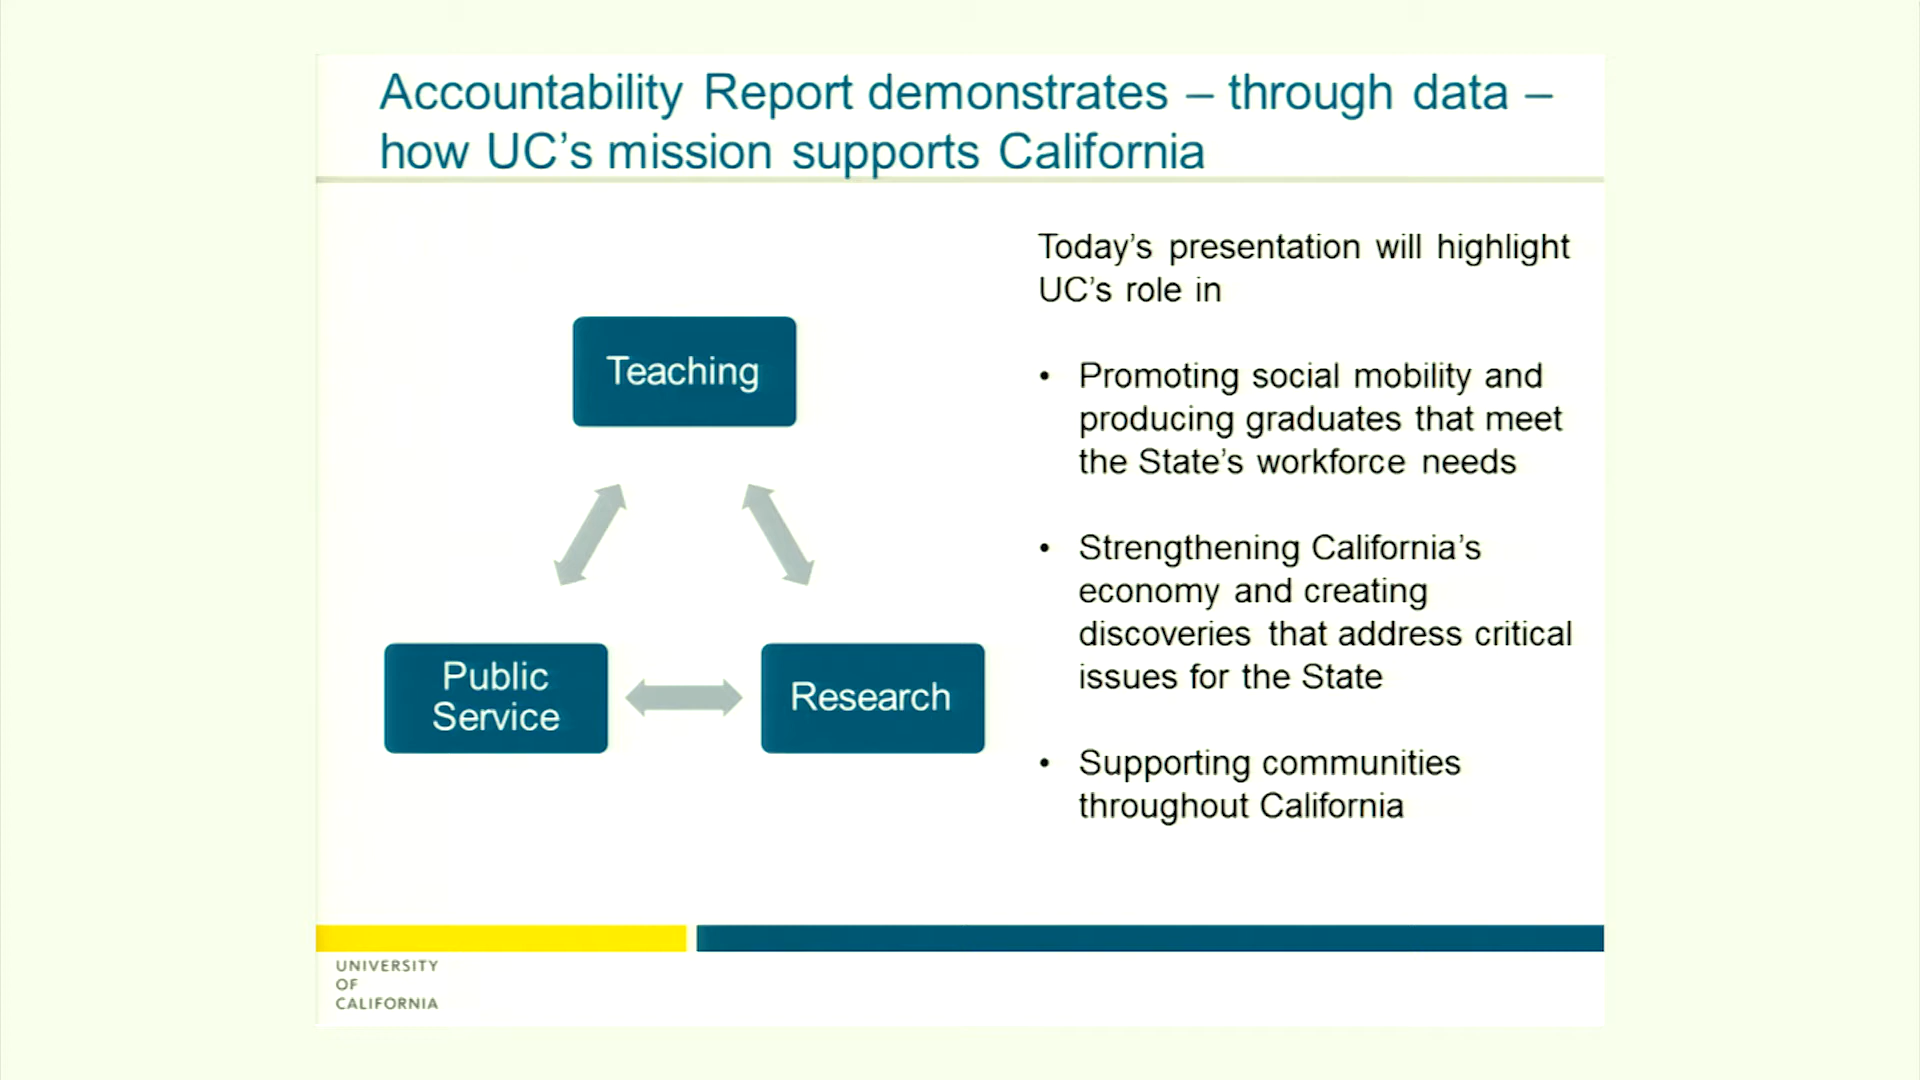 Accountability Report demonstrates – through data –
how UC’s mission supports California
Teaching
Public
Service
Research
Today’s presentation will highlight
UC’s role in
• Promoting social mobility and
producing graduates that meet
the State’s workforce needs
• Strengthening California’s
economy and creating
discoveries that address critical
issues for the State
• Supporting communities
throughout California
UNIVERSITY
OF
CALIFORNIA